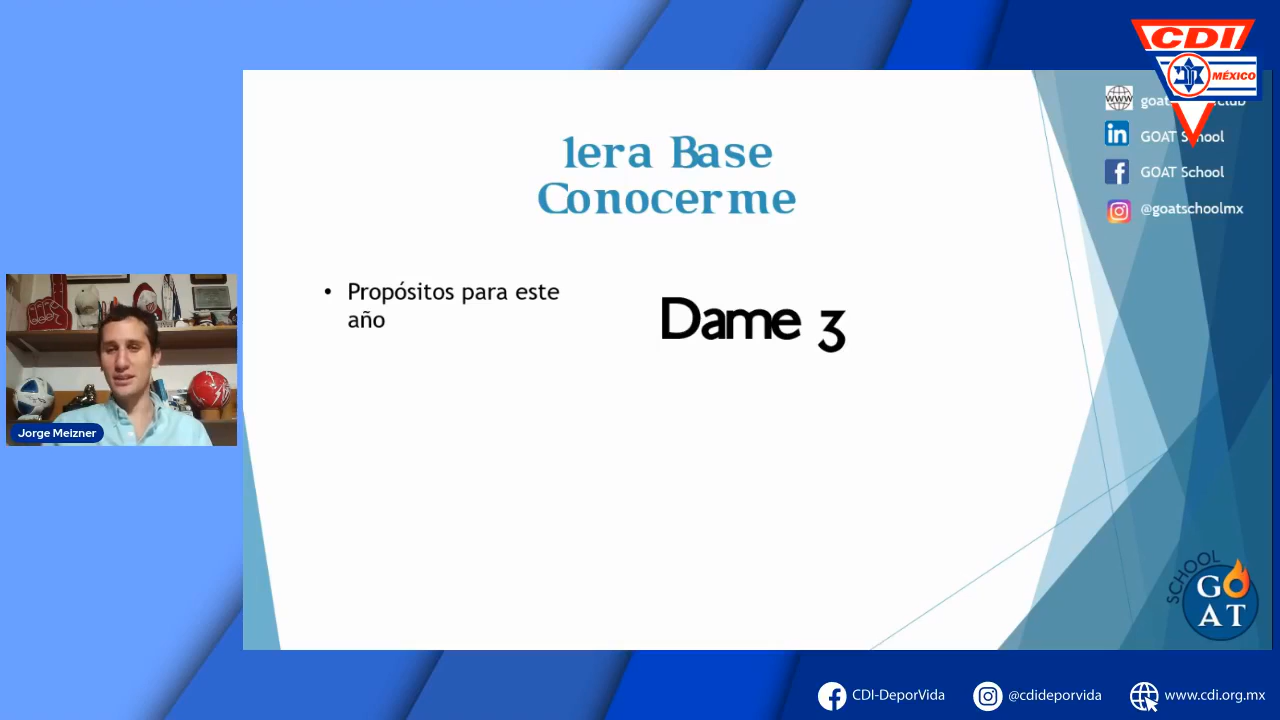 CDI
MÉXICO
GOAT School
GOAT School
@goatschoolmx
1era Base
Conocerme
• Propósitos para este
año
Dame 3
Jorge Meizner
SCHOOL
GO
AT
CDI-DeporVida
@cdideporvida
www.cdi.org.mx